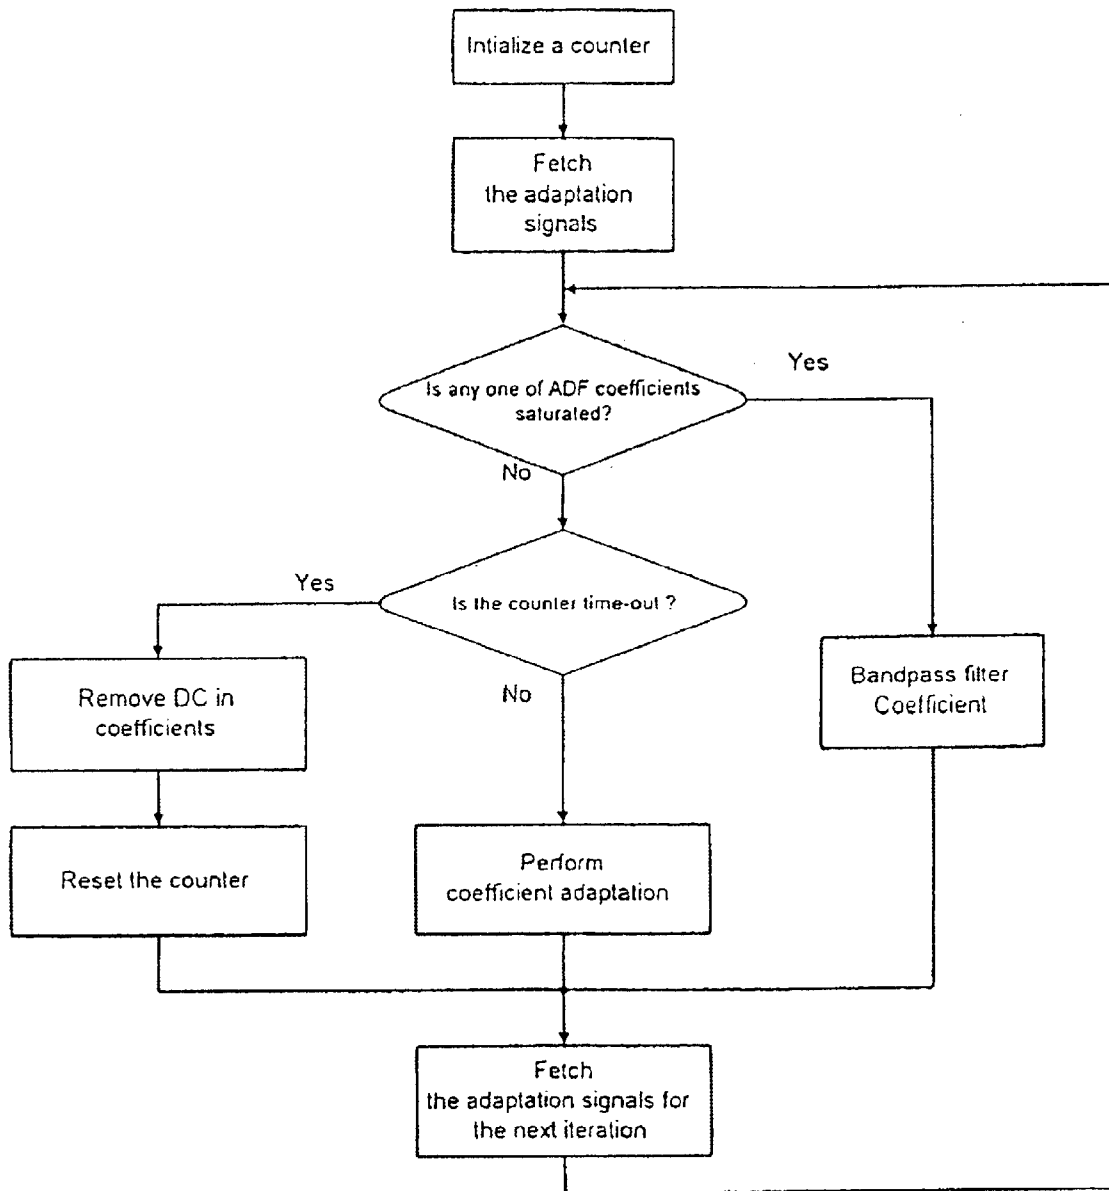 Intialize a counter
Fetch
the adaptation
signals
Yes
Is any one of ADF coefficients
saturated?
No
Yes
Is the counter time-out ?
No
Remove DC in
coefficients
Bandpass filter
Coefficient
Reset the counter
Perform
coefficient adaptation
Fetch
the adaptation signals for
the next iteration